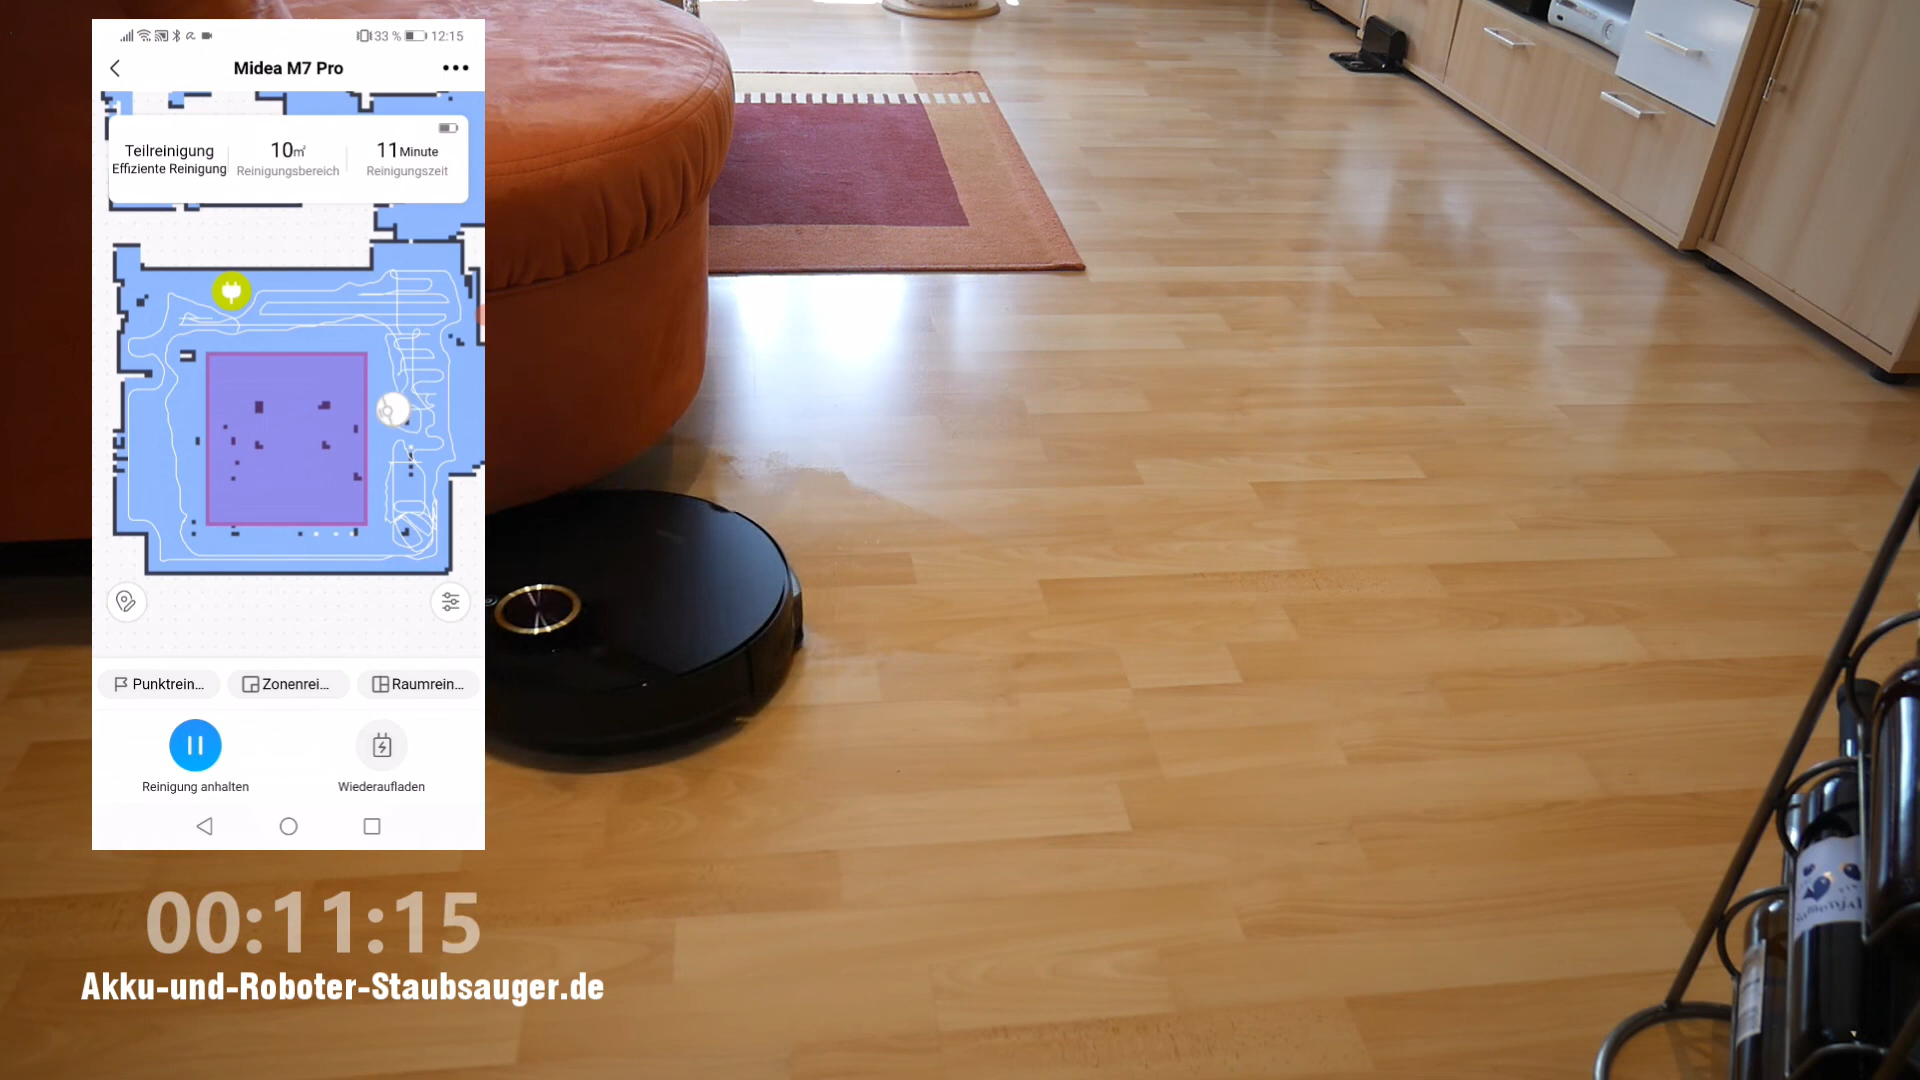 33 % 12:15
Midea M7 Pro
Teilreinigung
Effiziente Reinigung
10㎡
Reinigungsbereich
11 Minute
Reinigungszeit
Punktrein...
Zonenrei...
Raumrein...
Reinigung anhalten
Wiederaufladen
00:11:15
Akku-und-Roboter-Staubsauger.de